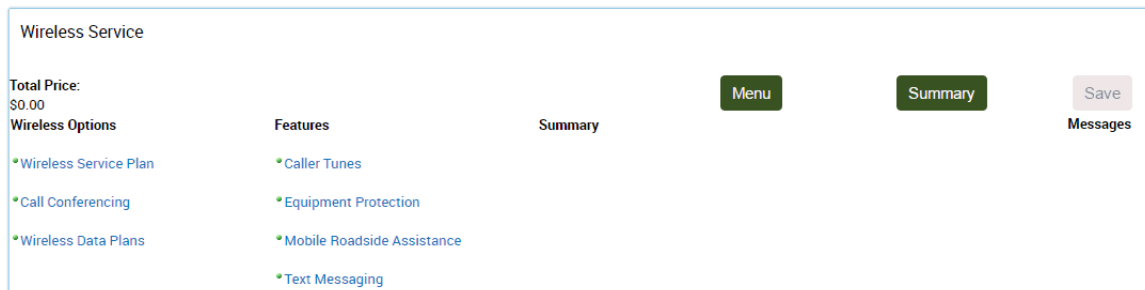 Wireless Service
Total Price:
$0.00
Menu
Summary
Save
Wireless Options
Features
Summary
Messages
Wireless Service Plan
Caller Tunes
Call Conferencing
Equipment Protection
Wireless Data Plans
Mobile Roadside Assistance
Text Messaging